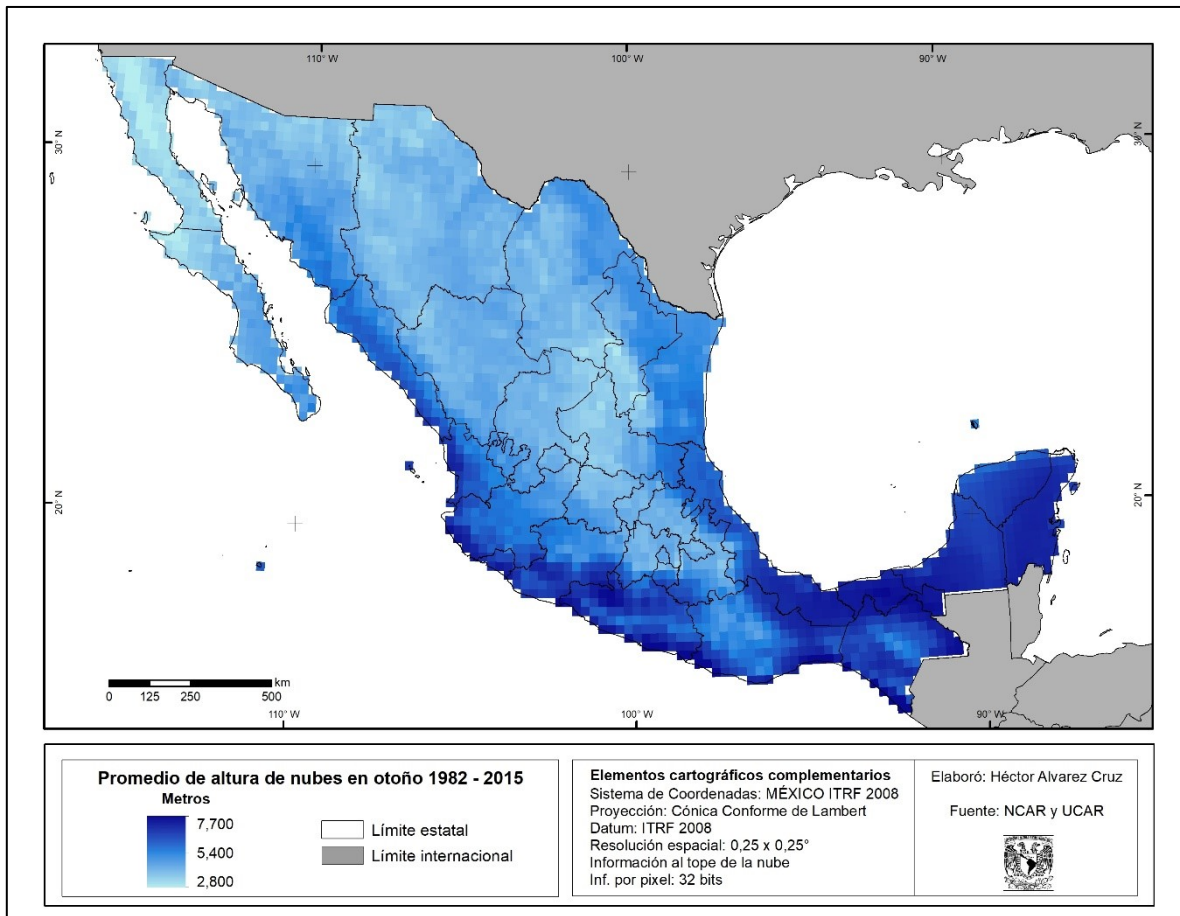 110° W
100° W
90° W
30° N
30° N
20° N
20° N
km
0 125 250 500
110° W
100° W
90° W
Promedio de altura de nubes en otoño 1982 - 2015
Metros
7,700
5,400
2,800
Límite estatal
Límite internacional
Elementos cartográficos complementarios
Sistema de Coordenadas: MÉXICO ITRF 2008
Proyección: Cónica Conforme de Lambert
Datum: ITRF 2008
Resolución espacial: 0,25 x 0,25°
Información al tope de la nube
Inf. por pixel: 32 bits
Elaboró: Héctor Alvarez Cruz
Fuente: NCAR y UCAR